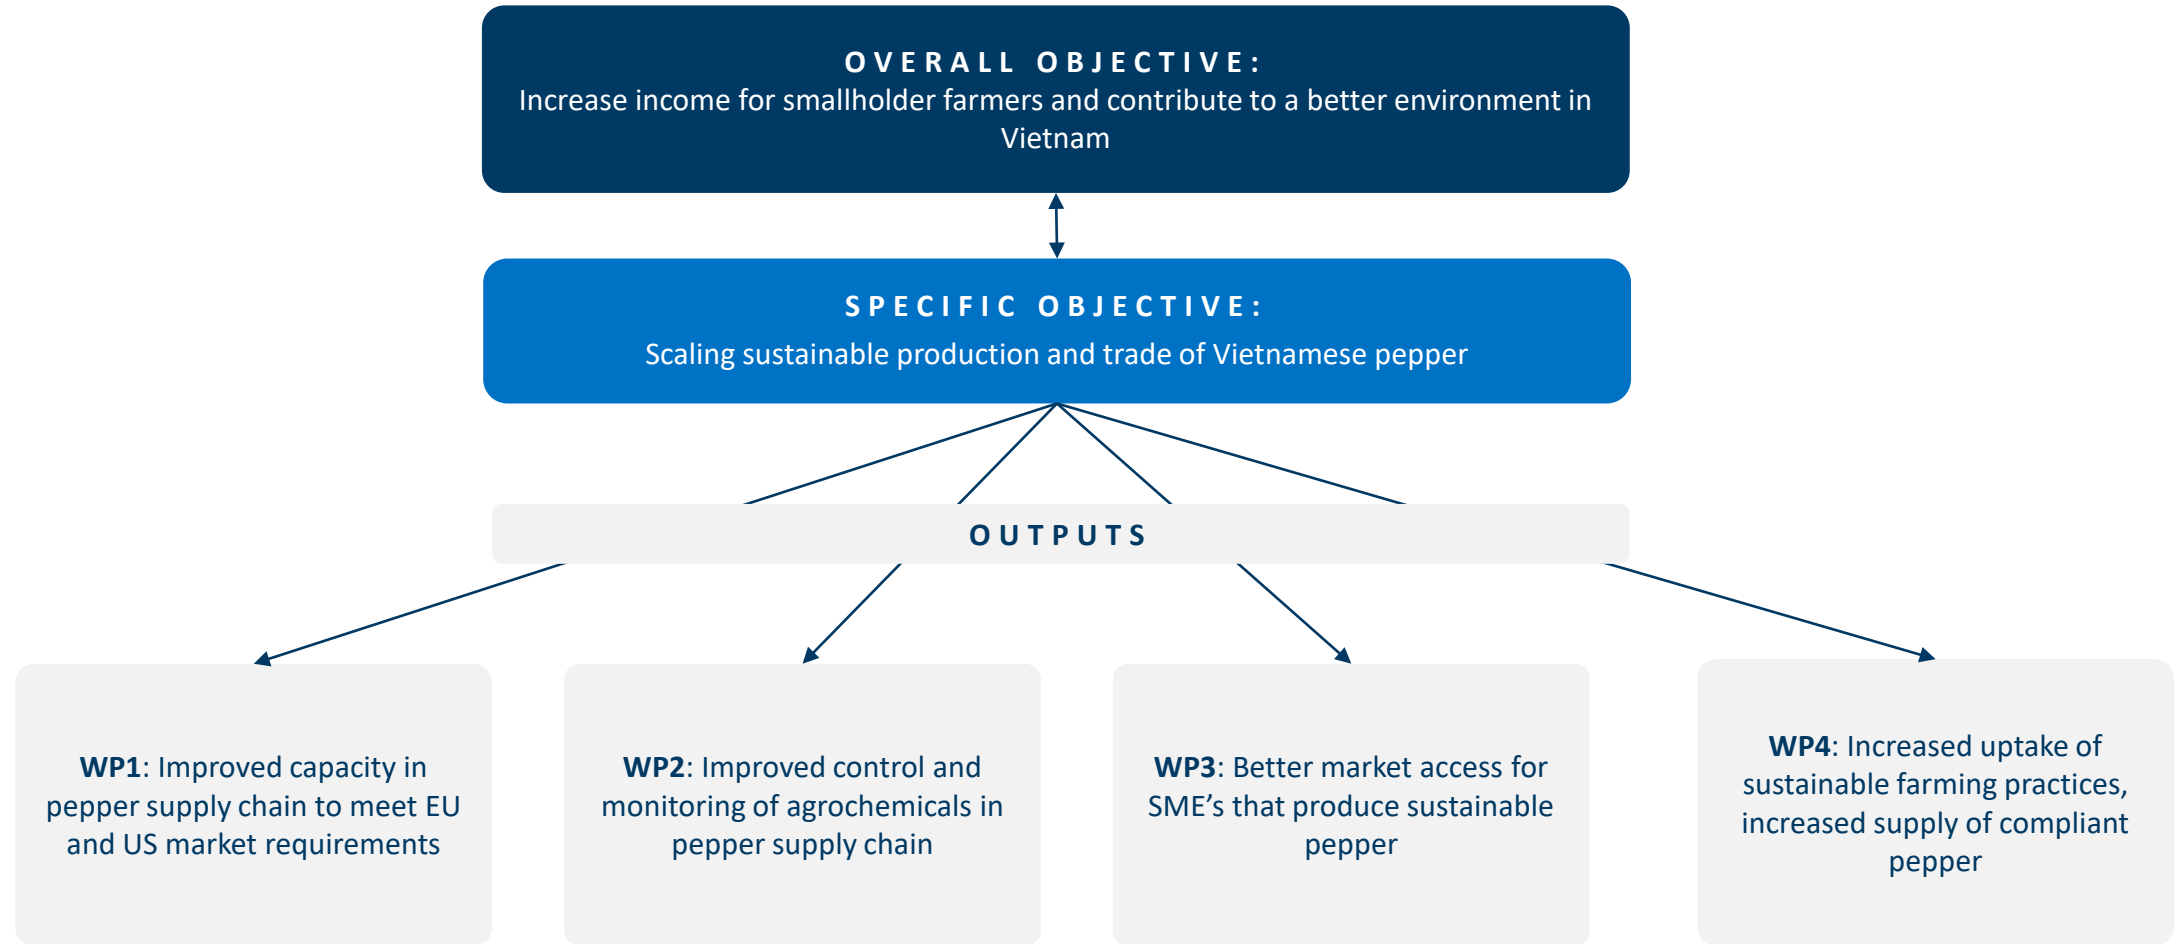 OVERALL OBJECTIVE:
Increase income for smallholder farmers and contribute to a better environment in
Vietnam
SPECIFIC OBJECTIVE:
Scaling sustainable production and trade of Vietnamese pepper
OUTPUTS
WP1: Improved capacity in
pepper supply chain to meet EU
and US market requirements
WP2: Improved control and
monitoring of agrochemicals in
pepper supply chain
WP3: Better market access for
SME’s that produce sustainable
pepper
WP4: Increased uptake of
sustainable farming practices,
increased supply of compliant
pepper